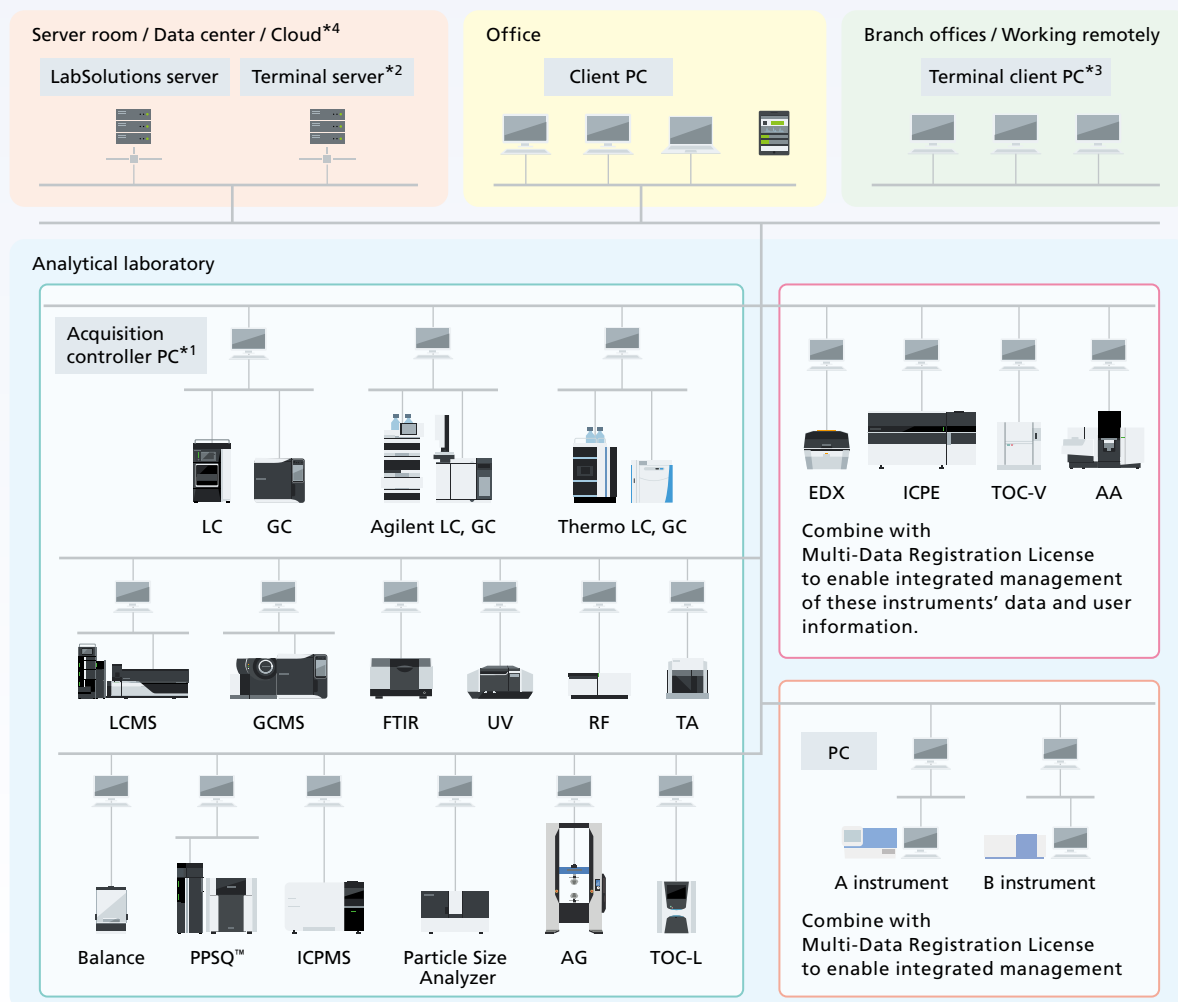 Server room / Data center / Cloud*4
LabSolutions server
Terminal server*2
Office
Client PC
Branch offices / Working remotely
Terminal client PC*3
Analytical laboratory
Acquisition
controller PC*1
LC
GC
Agilent LC, GC
Thermo LC, GC
LCMS
GCMS
FTIR
UV
RF
TA
Balance
PPSQ™
ICPMS
Particle Size
Analyzer
AG
TOC-L
EDX
ICPE
TOC-V
AA
Combine with
Multi-Data Registration License
to enable integrated management
of these instruments’ data and user
information.
PC
A instrument
B instrument
Combine with
Multi-Data Registration License
to enable integrated management